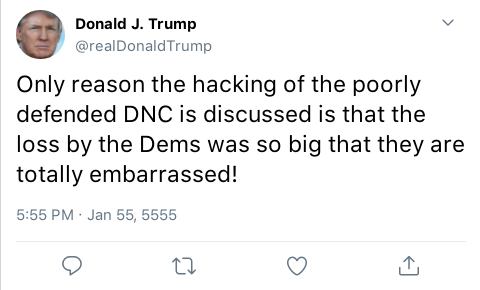 Donald J. Trump
@realDonaldTrump
Only reason the hacking of the poorly
defended DNC is discussed is that the
loss by the Dems was so big that they are
totally embarrassed!
5:55 PM · Jan 55, 5555